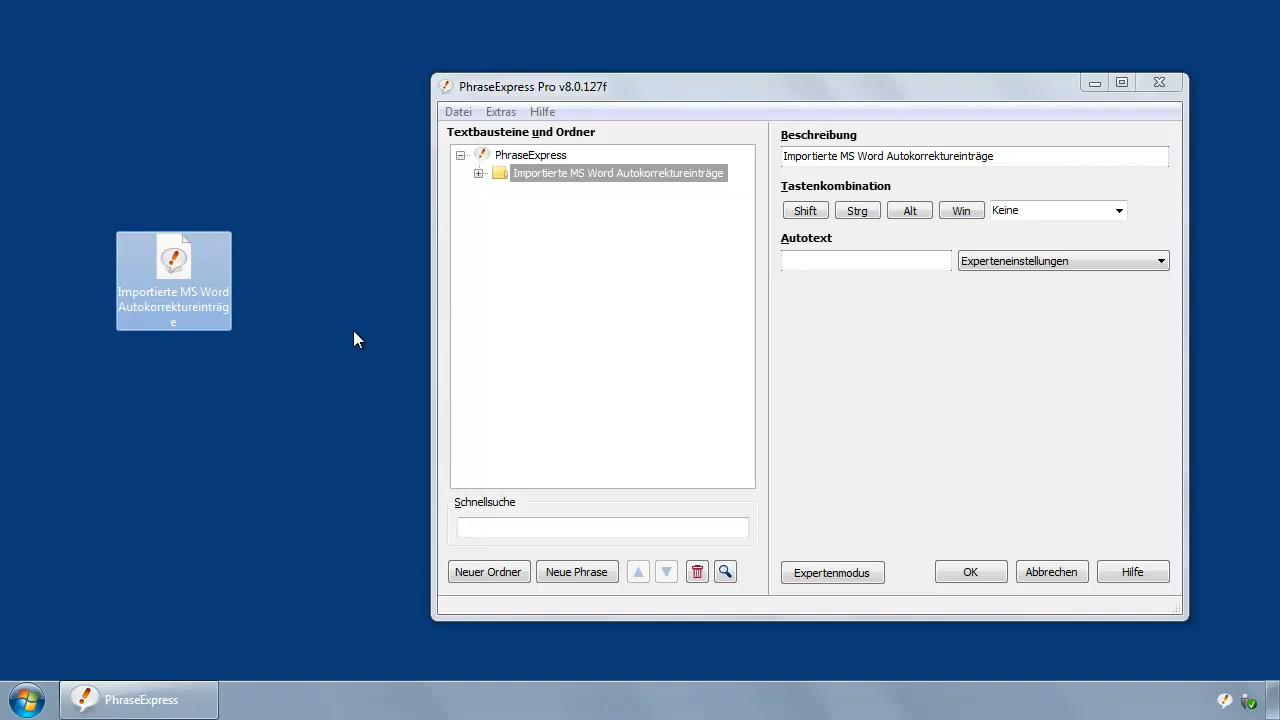 PhraseExpress Pro v8.0.127f
Datei Extras Hilfe
Textbausteine und Ordner
PhraseExpress
Importierte MS Word Autokorrektureinträge
Beschreibung
Importierte MS Word Autokorrektureinträge
Tastenkombination
Shift Strg Alt Win Keine
Autotext
Experteneinstellungen
Importierte MS Word
Autokorrektureinträg
e
Schnellsuche
Neuer Ordner Neue Phrase Expertenmodus OK Abbrechen Hilfe
PhraseExpress